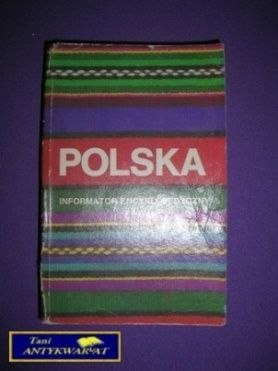 POLSKA
INFORMATOR ENCYKLOPEDYCZNY
Tani
ANTYKWARIAT